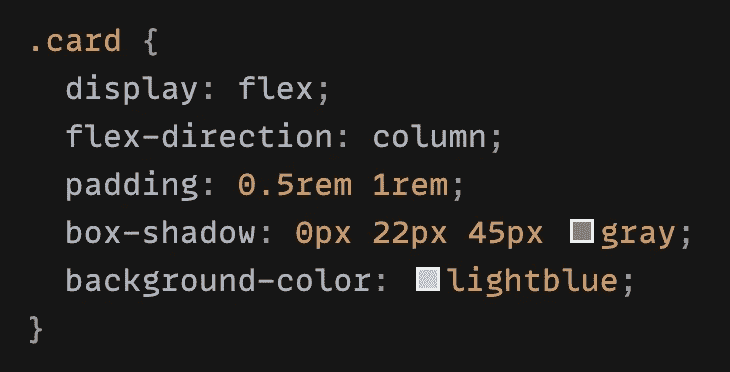 .card {
  display: flex;
  flex-direction: column;
  padding: 0.5rem 1rem;
  box-shadow: 0px 22px 45px gray;
  background-color: lightblue;
}